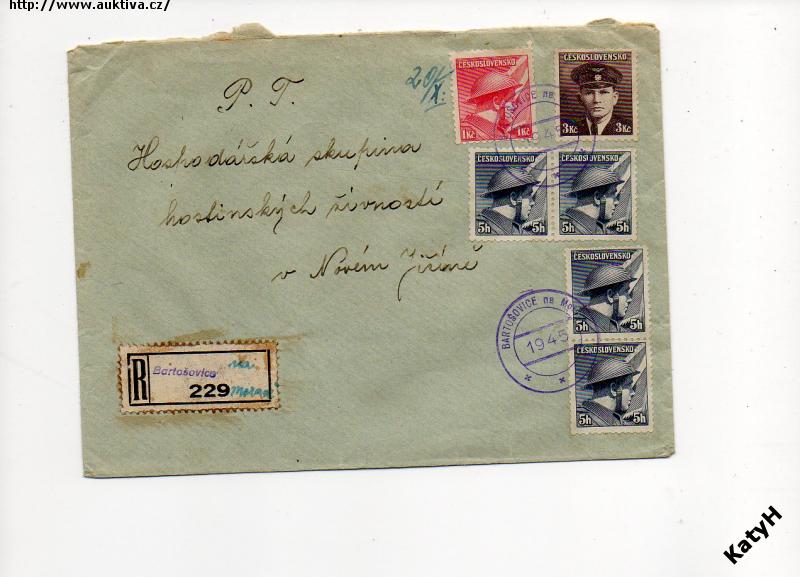 http://www.auktiva.cz/
P. T.
Hospodářská skupina
hostinských živností
v Novém Jičíně
ČESKOSLOVENSKO
1Kč 1Kč
ČESKOSLOVENSKO
3Kč 3Kč
ČESKOSLOVENSKO
5h 5h
ČESKOSLOVENSKO
5h 5h
ČESKOSLOVENSKO
5h 5h
ČESKOSLOVENSKO
5h 5h
BARTOŠOVICE na Mo
1945
R
Bartošovice na
229
KatyH